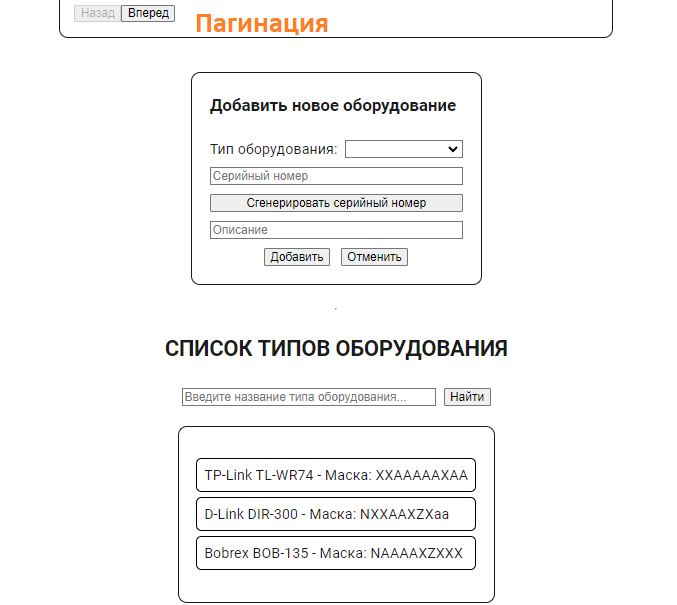 Назад Вперед Пагинация
Добавить новое оборудование
Тип оборудования:
Серийный номер
Сгенерировать серийный номер
Описание
Добавить Отменить
СПИСОК ТИПОВ ОБОРУДОВАНИЯ
Введите название типа оборудования... Найти
TP-Link TL-WR74 - Маска: XXAAAAAXAA
D-Link DIR-300 - Маска: NXXAAXZXaa
Bobrex BOB-135 - Маска: NAAAAXZXXX